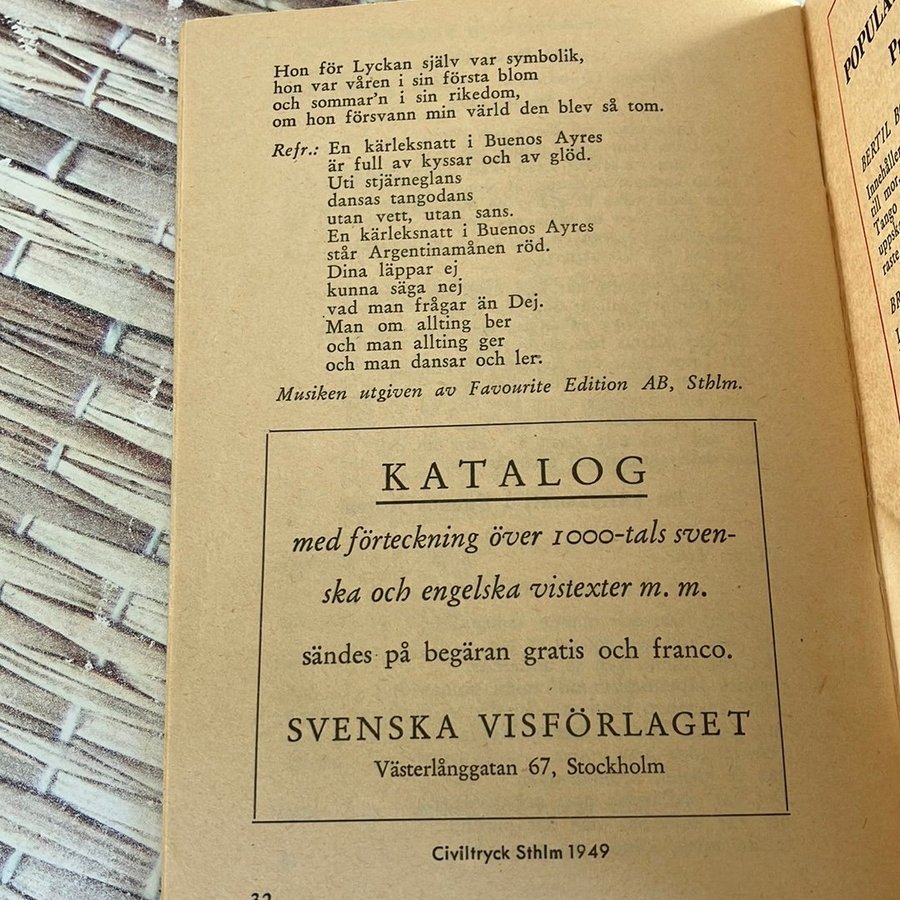 Hon för Lyckan själv var symbolik,
hon var våren i sin första blom
och sommar'n i sin rikedom,
om hon försvann min värld den blev så tom.
Refr.: En kärleksnatt i Buenos Ayres
är full av kyssar och av glöd.
Uti stjärneglans
dansas tangodans
utan vett, utan sans.
En kärleksnatt i Buenos Ayres
står Argentinamånen röd.
Dina läppar ej
kunna säga nej
vad man frågar än Dej.
Man om allting ber
och man allting ger
och man dansar och ler.
Musiken utgiven av Favourite Edition AB, Sthlm.
KATALOG
med förteckning över 1000-tals sven-
ska och engelska vistexter m. m.
sändes på begäran gratis och franco.
SVENSKA VISFÖRLAGET
Västerlånggatan 67, Stockholm
Civiltryck Sthlm 1949
32
BERTIL
till mor.
Tango